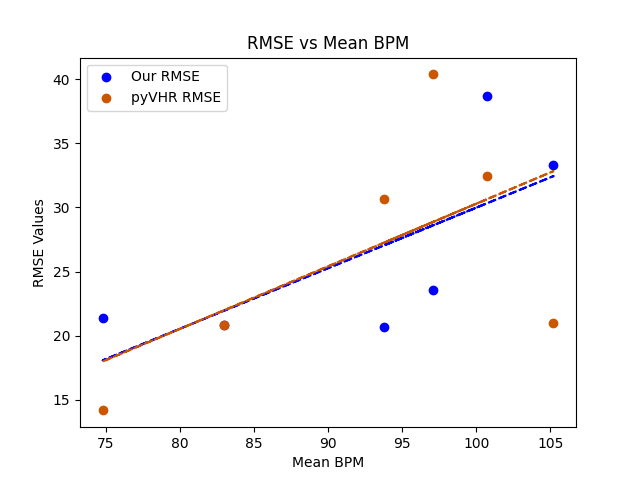 RMSE vs Mean BPM
Our RMSE
pyVHR RMSE
40
35
30
25
20
15
RMSE Values
75 80 85 90 95 100 105
Mean BPM